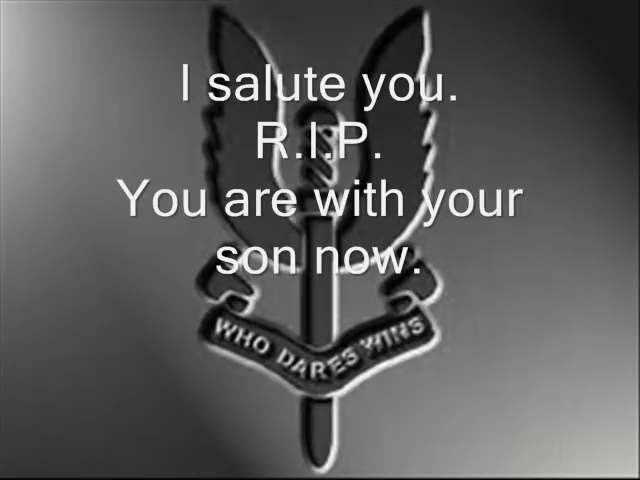 I salute you.
R.I.P.
You are with your
son now.
WHO DARES WINS